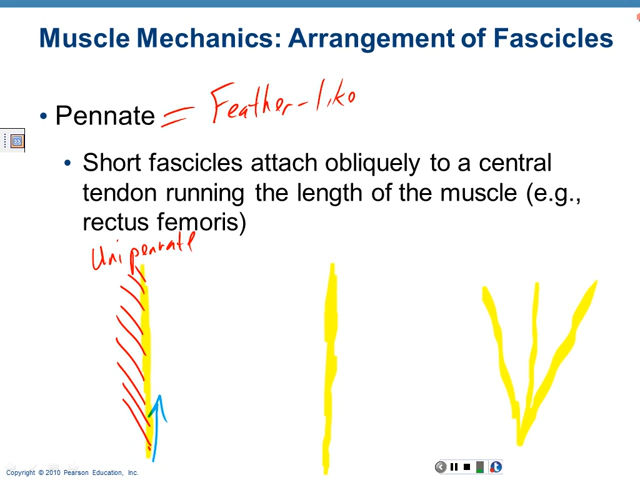 Muscle Mechanics: Arrangement of Fascicles
• Pennate = Feather-like
• Short fascicles attach obliquely to a central
tendon running the length of the muscle (e.g.,
rectus femoris)
Unipennate
Copyright © 2010 Pearson Education, Inc.